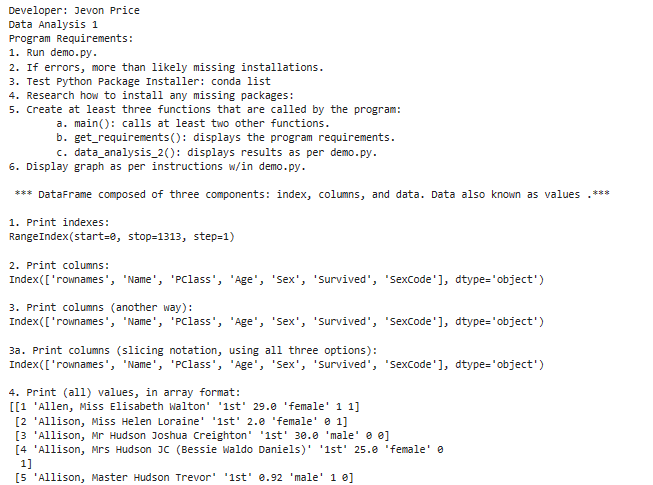 Developer: Jevon Price
Data Analysis 1
Program Requirements:
1. Run demo.py.
2. If errors, more than likely missing installations.
3. Test Python Package Installer: conda list
4. Research how to install any missing packages:
5. Create at least three functions that are called by the program:
a. main(): calls at least two other functions.
b. get_requirements(): displays the program requirements.
c. data_analysis_2(): displays results as per demo.py.
6. Display graph as per instructions w/in demo.py.
*** DataFrame composed of three components: index, columns, and data. Data also known as values .***
1. Print indexes:
RangeIndex(start=0, stop=1313, step=1)
2. Print columns:
Index(['rownames', 'Name', 'PClass', 'Age', 'Sex', 'Survived', 'SexCode'], dtype='object')
3. Print columns (another way):
Index(['rownames', 'Name', 'PClass', 'Age', 'Sex', 'Survived', 'SexCode'], dtype='object')
3a. Print columns (slicing notation, using all three options):
Index(['rownames', 'Name', 'PClass', 'Age', 'Sex', 'Survived', 'SexCode'], dtype='object')
4. Print (all) values, in array format:
[[1 'Allen, Miss Elisabeth Walton' '1st' 29.0 'female' 1 1]
[2 'Allison, Miss Helen Loraine' '1st' 2.0 'female' 0 1]
[3 'Allison, Mr Hudson Joshua Creighton' '1st' 30.0 'male' 0 0]
[4 'Allison, Mrs Hudson JC (Bessie Waldo Daniels)' '1st' 25.0 'female' 0
1]
[5 'Allison, Master Hudson Trevor' '1st' 0.92 'male' 1 0]